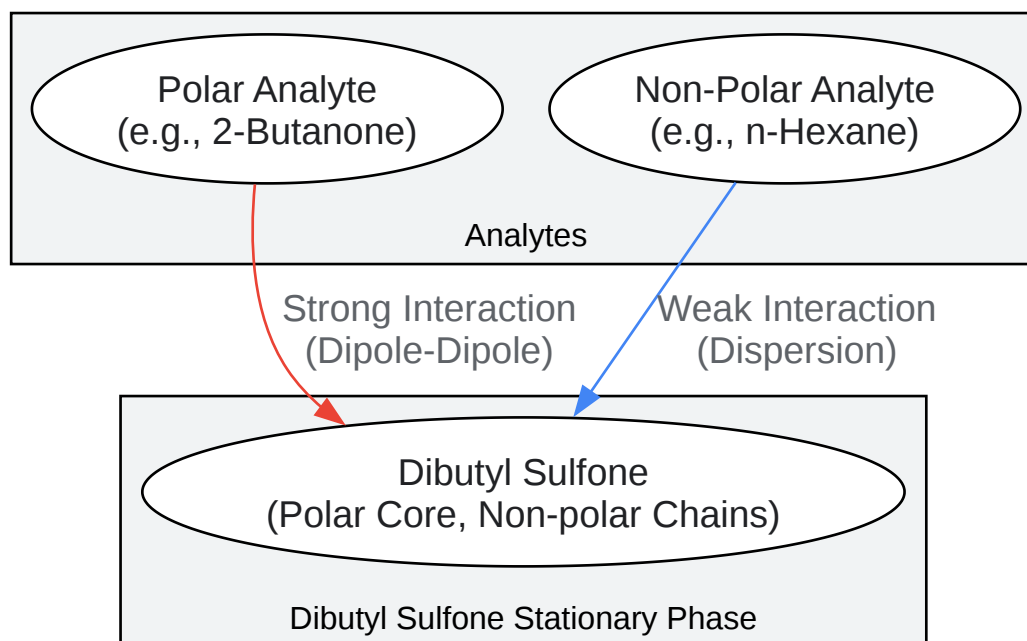 Polar Analyte
(e.g., 2-Butanone)
Non-Polar Analyte
(e.g., n-Hexane)
Analytes
Strong Interaction
(Dipole-Dipole)
Weak Interaction
(Dispersion)
Dibutyl Sulfone
(Polar Core, Non-polar Chains)
Dibutyl Sulfone Stationary Phase